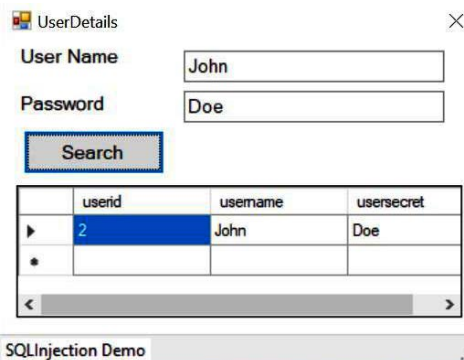 UserDetails
User Name John
Password Doe
Search
userid username usersecret
2 John Doe
SQLInjection Demo